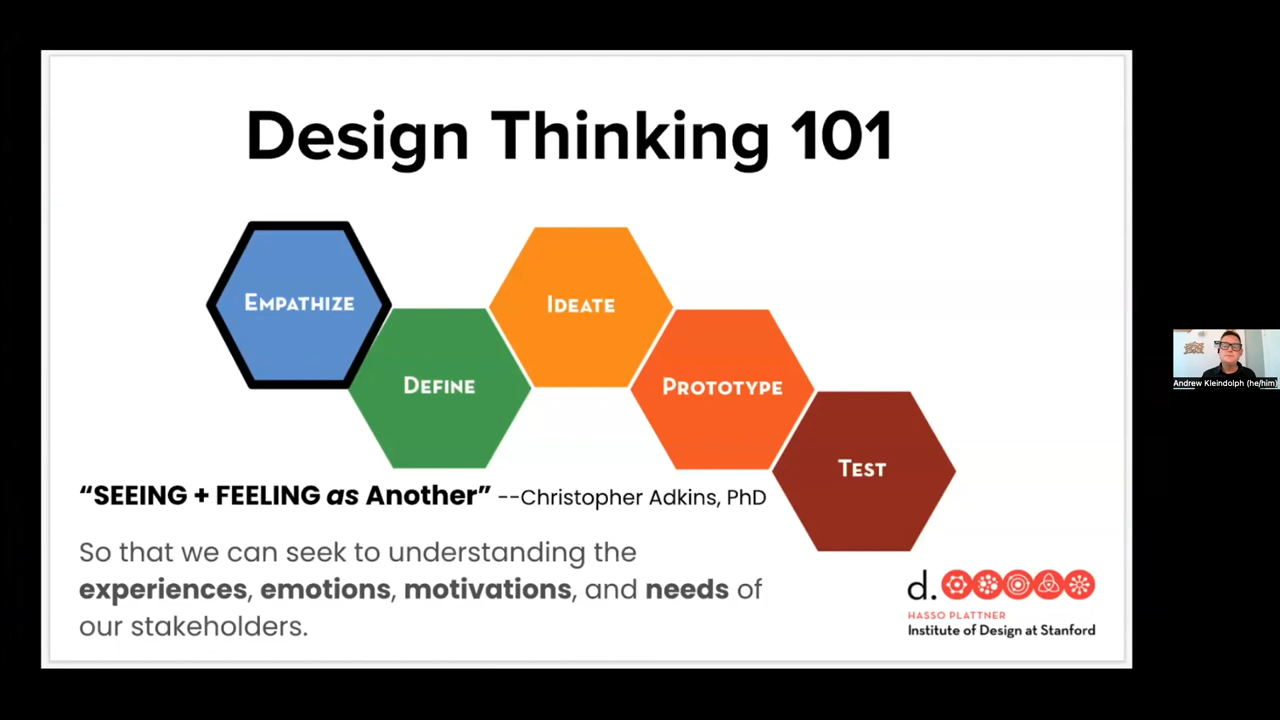 Design Thinking 101
EMPATHIZE
DEFINE
IDEATE
PROTOTYPE
TEST
“SEEING + FEELING as Another” --Christopher Adkins, PhD
So that we can seek to understanding the
experiences, emotions, motivations, and needs of
our stakeholders.
d.
HASSO PLATTNER
Institute of Design at Stanford
Andrew Kleindolph (he/him)